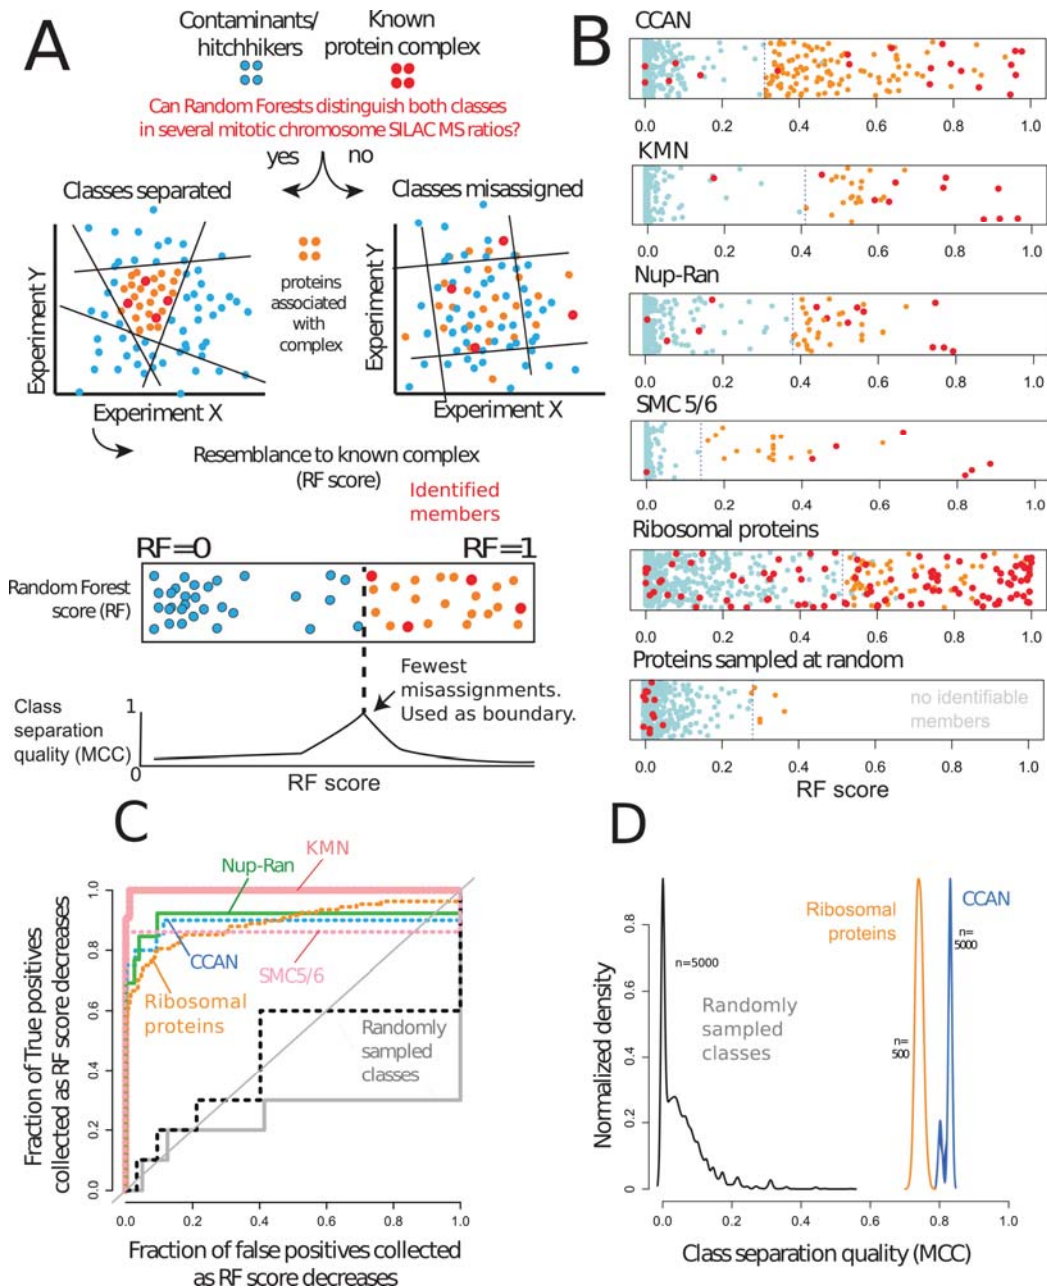 A
Contaminants/
hitchhikers
Known
protein complex
Can Random Forests distinguish both classes
in several mitotic chromosome SILAC MS ratios?
yes
no
Classes separated
Classes misassigned
Experiment Y
Experiment X
proteins
associated
with
complex
Experiment Y
Experiment X
Resemblance to known complex
(RF score)
Identified
members
RF=0
RF=1
Random Forest
score (RF)
Fewest
misassignments.
Used as boundary.
Class
separation
quality (MCC)
1
0
RF score
B
CCAN
0.0 0.2 0.4 0.6 0.8 1.0
KMN
0.0 0.2 0.4 0.6 0.8 1.0
Nup-Ran
0.0 0.2 0.4 0.6 0.8 1.0
SMC 5/6
0.0 0.2 0.4 0.6 0.8 1.0
Ribosomal proteins
0.0 0.2 0.4 0.6 0.8 1.0
Proteins sampled at random
no identifiable
members
0.0 0.2 0.4 0.6 0.8 1.0
RF score
C
KMN
Nup-Ran
CCAN
SMC5/6
Ribosomal
proteins
Randomly
sampled
classes
Fraction of True positives
collected as RF score decreases
1.0
0.8
0.6
0.4
0.2
0.0
0.0 0.2 0.4 0.6 0.8 1.0
Fraction of false positives collected
as RF score decreases
D
Ribosomal
proteins
CCAN
n=
5000
n=5000
Randomly
sampled
classes
n=
500
Normalized density
0.8
0.6
0.4
0.2
0
0.0 0.2 0.4 0.6 0.8 1.0
Class separation quality (MCC)